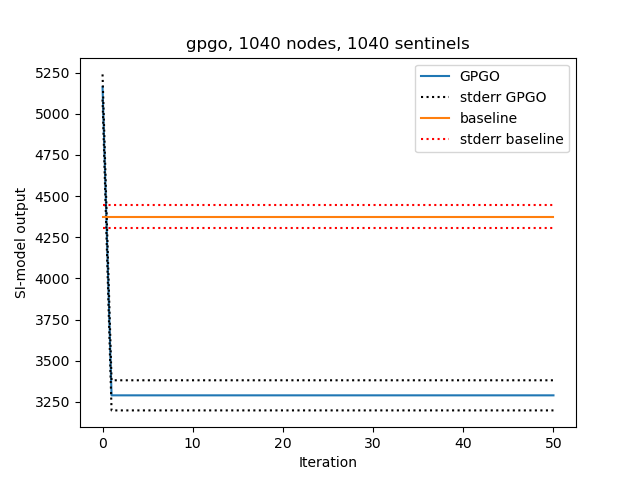 gpgo, 1040 nodes, 1040 sentinels
GPGO
stderr GPGO
baseline
stderr baseline
SI-model output
5250
5000
4750
4500
4250
4000
3750
3500
3250
0 10 20 30 40 50
Iteration